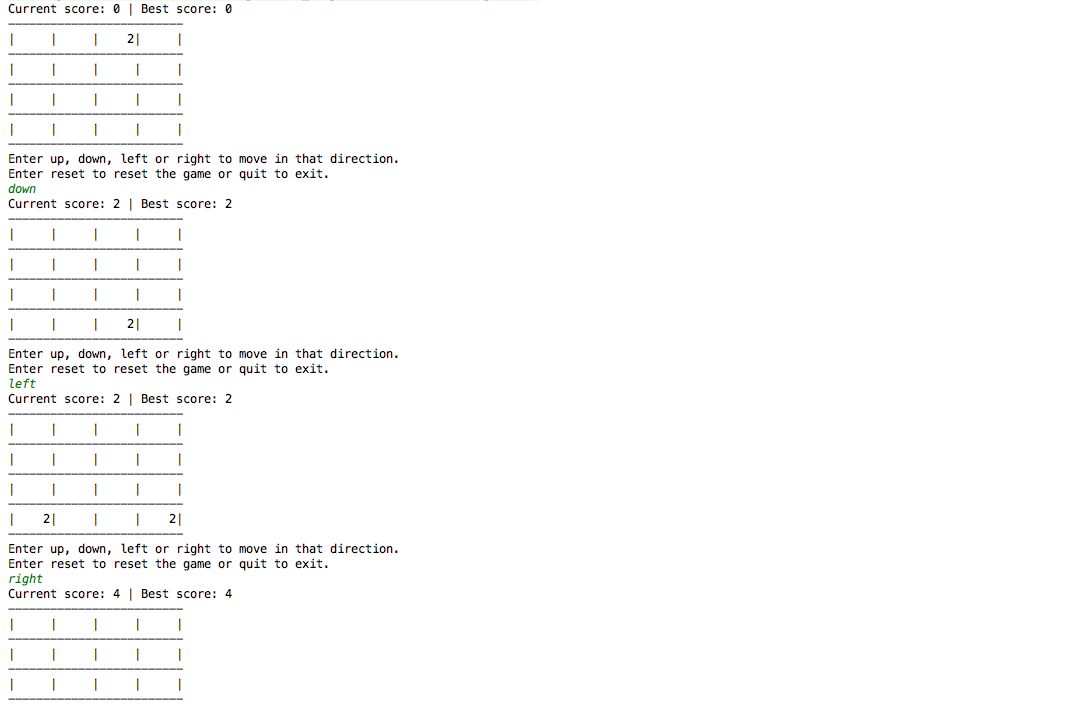 Current score: 0 | Best score: 0
-------------------------
|     |     |    2|     |
-------------------------
|     |     |     |     |
-------------------------
|     |     |     |     |
-------------------------
|     |     |     |     |
-------------------------
Enter up, down, left or right to move in that direction.
Enter reset to reset the game or quit to exit.
down
Current score: 2 | Best score: 2
-------------------------
|     |     |     |     |
-------------------------
|     |     |     |     |
-------------------------
|     |     |     |     |
-------------------------
|     |     |    2|     |
-------------------------
Enter up, down, left or right to move in that direction.
Enter reset to reset the game or quit to exit.
left
Current score: 2 | Best score: 2
-------------------------
|     |     |     |     |
-------------------------
|     |     |     |     |
-------------------------
|     |     |     |     |
-------------------------
|    2|     |     |    2|
-------------------------
Enter up, down, left or right to move in that direction.
Enter reset to reset the game or quit to exit.
right
Current score: 4 | Best score: 4
-------------------------
|     |     |     |     |
-------------------------
|     |     |     |     |
-------------------------
|     |     |     |     |
-------------------------